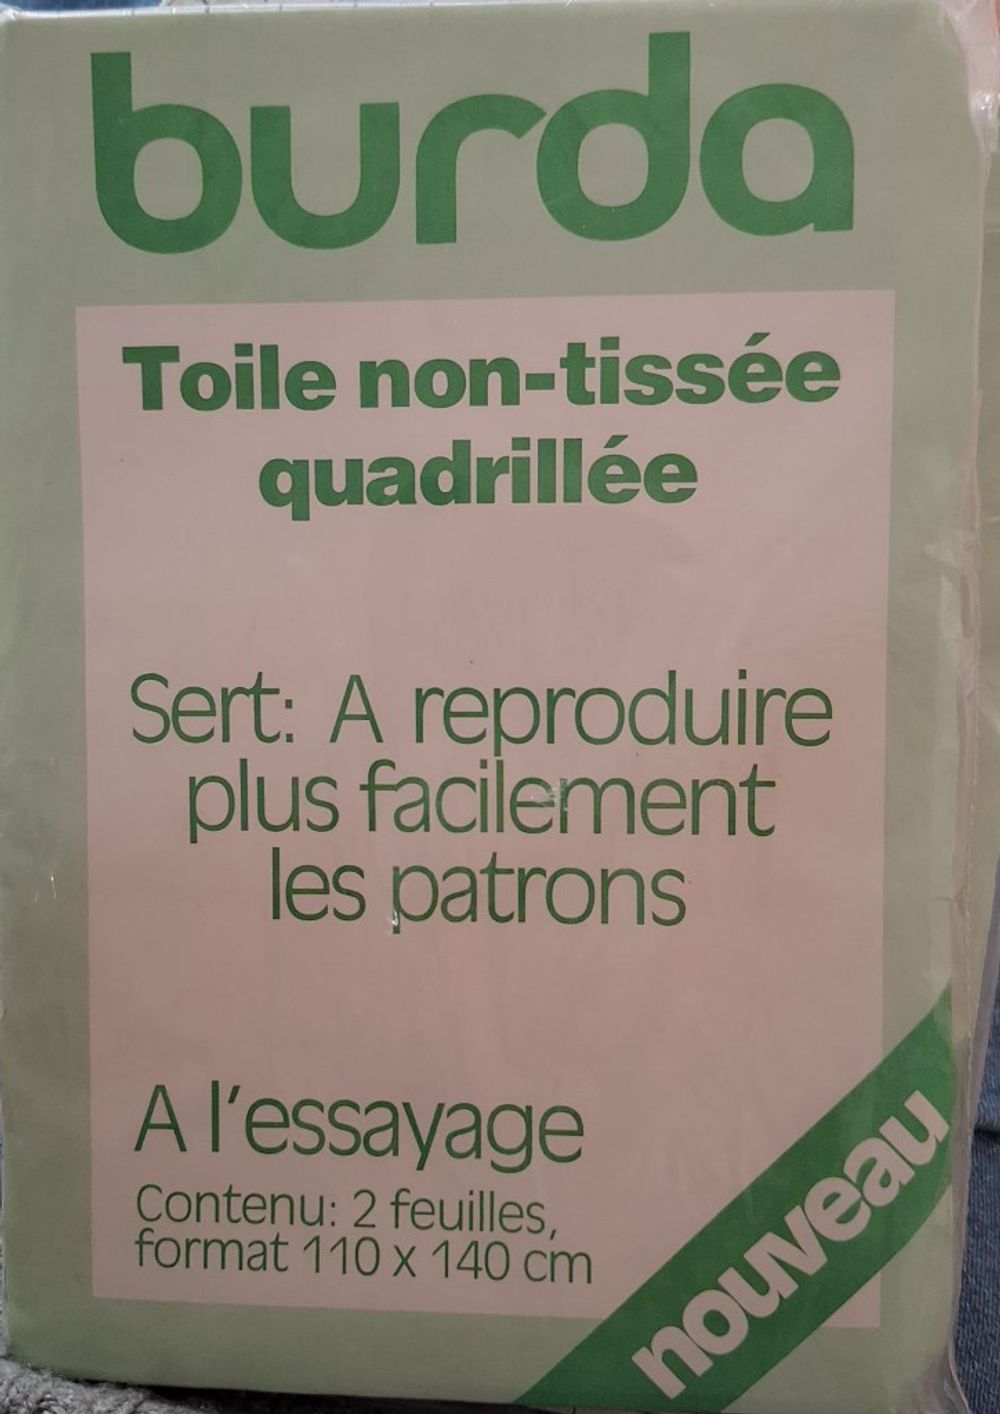 burda
Toile non-tissée
quadrillée
Sert: A reproduire
plus facilement
les patrons
A l'essayage
Contenu: 2 feuilles,
format 110 x 140 cm
nouveau